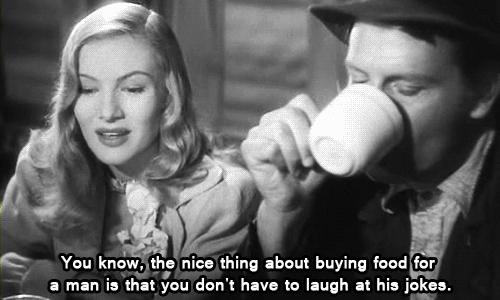 You know, the nice thing about buying food for
a man is that you don't have to laugh at his jokes.